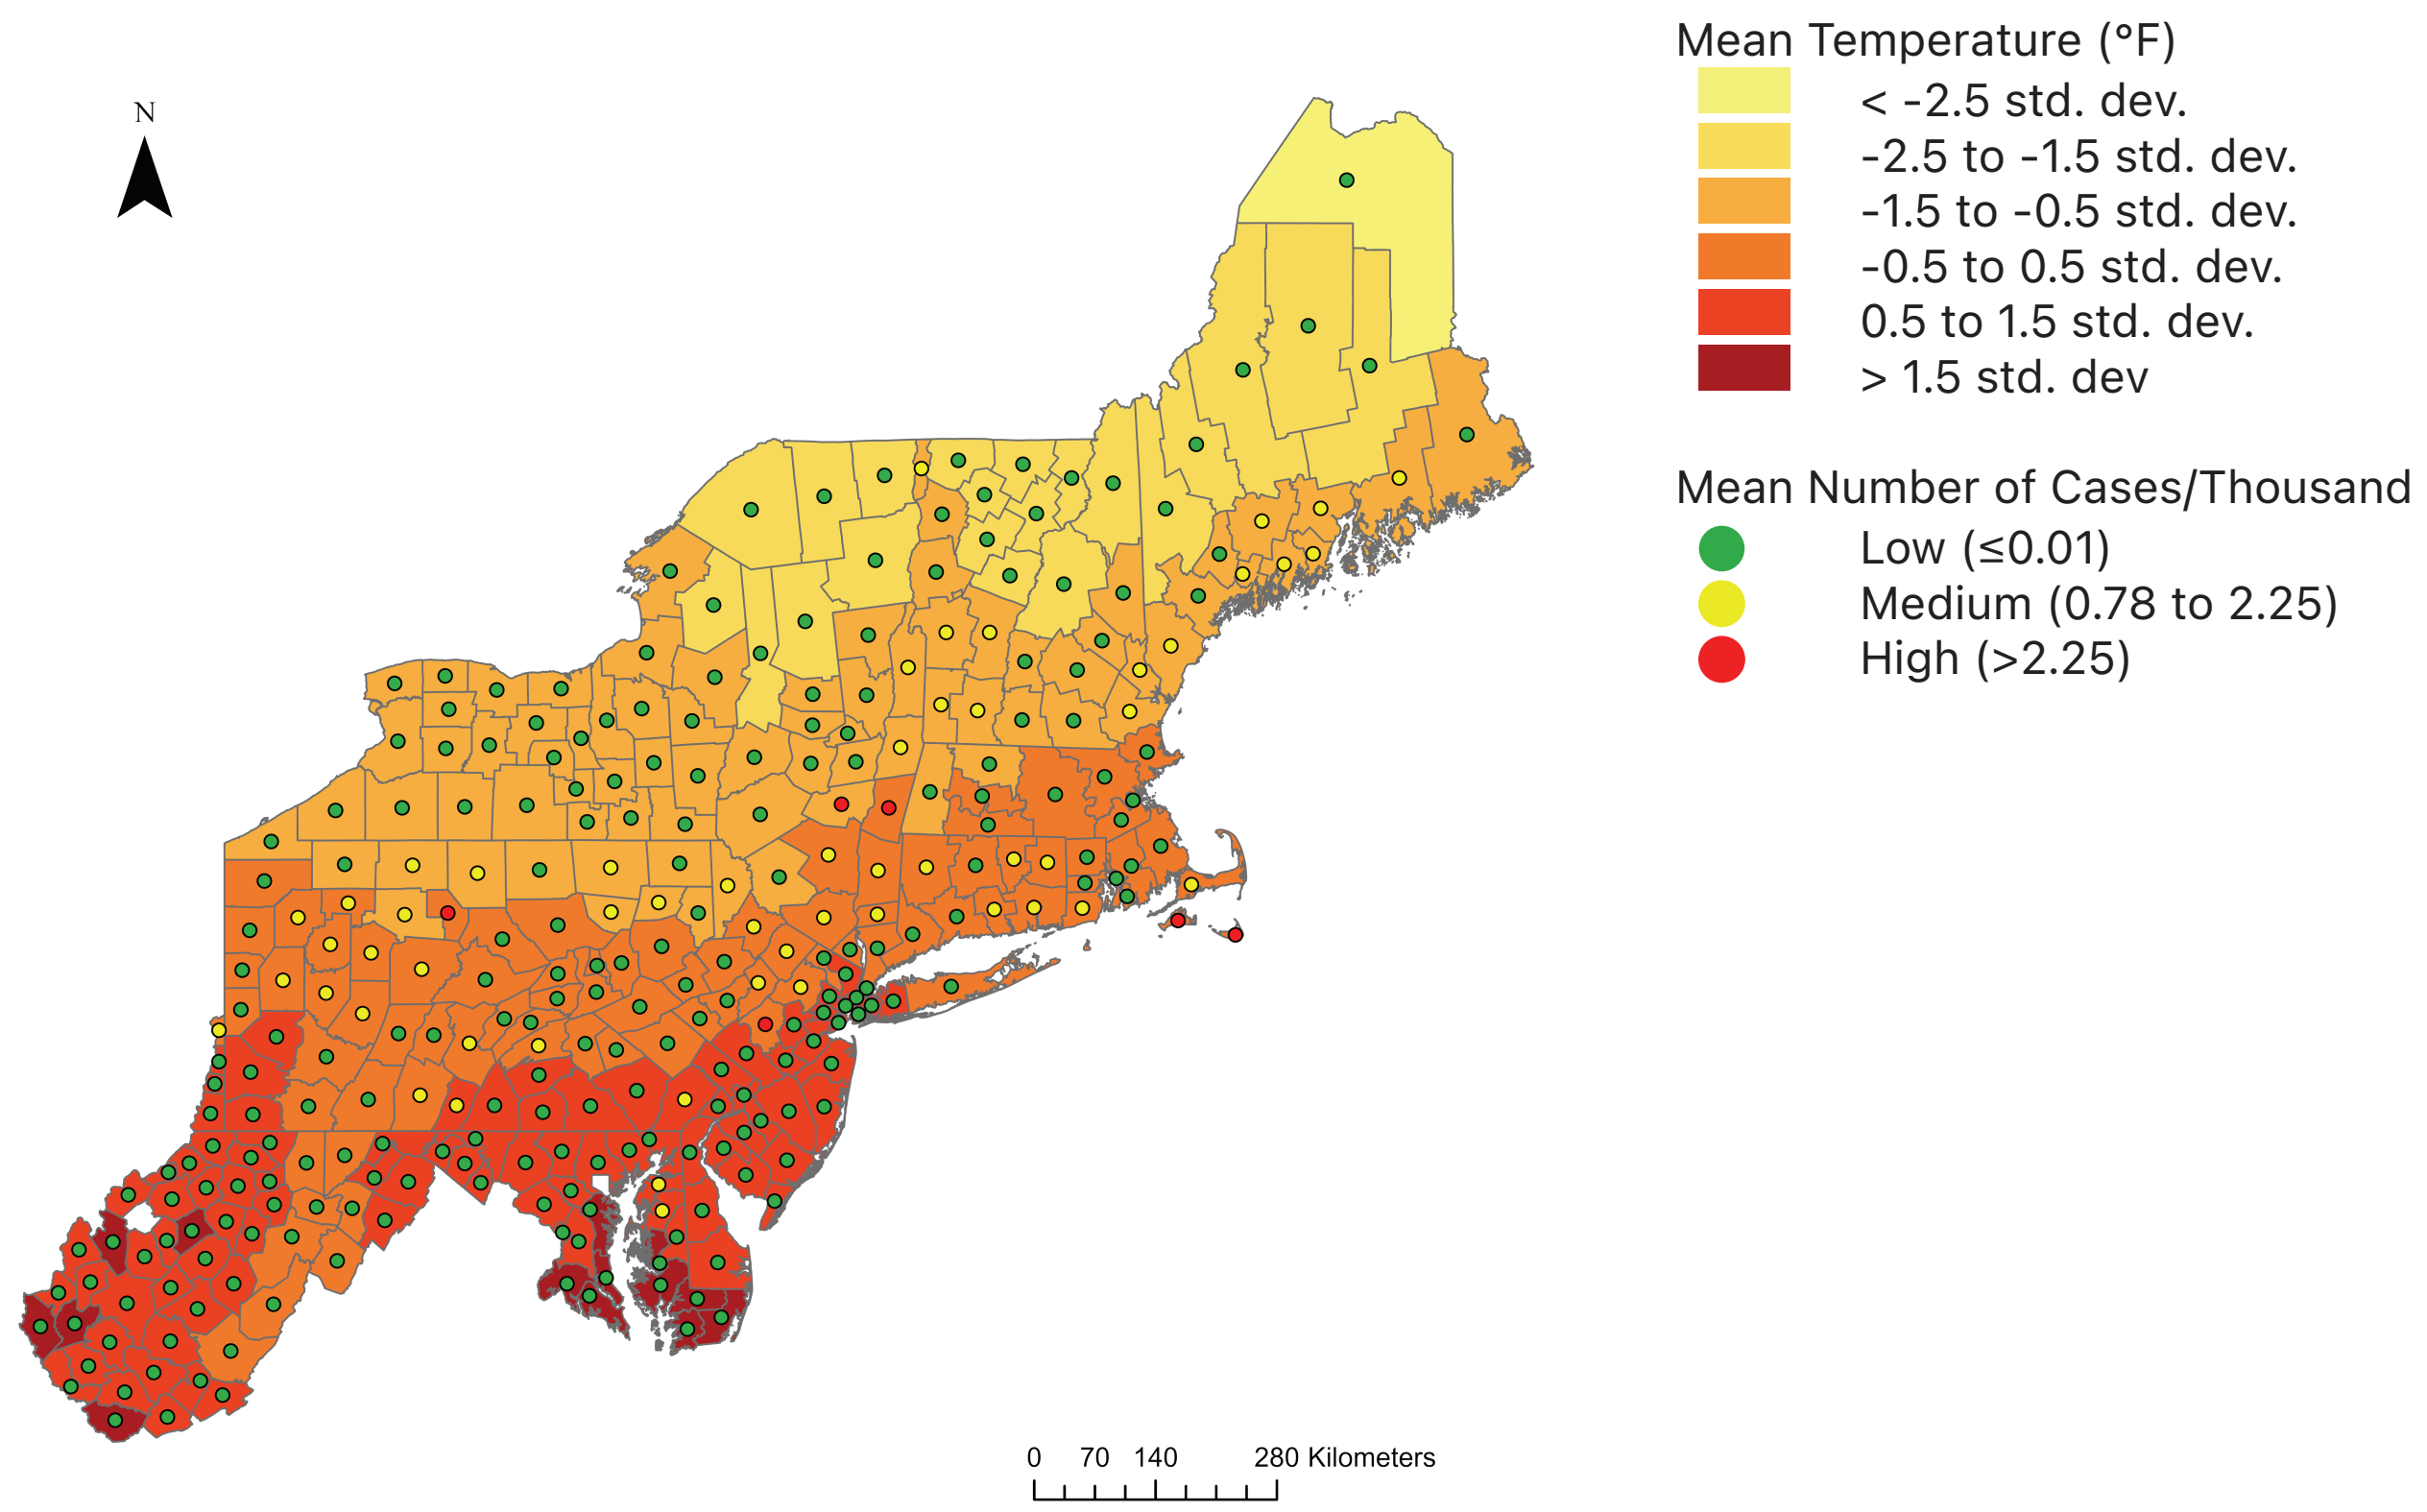 N
Mean Temperature (°F)
< -2.5 std. dev.
-2.5 to -1.5 std. dev.
-1.5 to -0.5 std. dev.
-0.5 to 0.5 std. dev.
0.5 to 1.5 std. dev.
> 1.5 std. dev
Mean Number of Cases/Thousand
Low (≤0.01)
Medium (0.78 to 2.25)
High (>2.25)
0 70 140 280 Kilometers